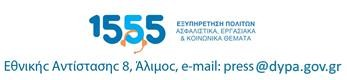 1555
ΕΞΥΠΗΡΕΤΗΣΗ ΠΟΛΙΤΩΝ
ΑΣΦΑΛΙΣΤΙΚΑ, ΕΡΓΑΣΙΑΚΑ
& ΚΟΙΝΩΝΙΚΑ ΘΕΜΑΤΑ
Εθνικής Αντίστασης 8, Άλιμος, e-mail: press@dypa.gov.gr